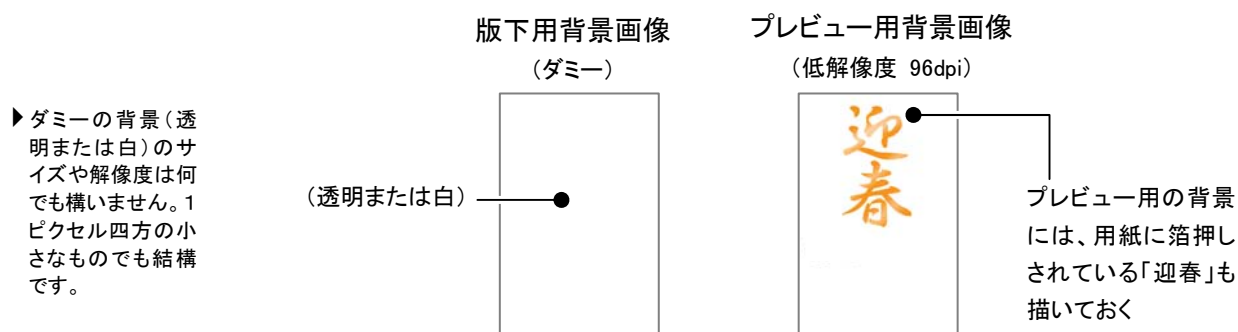 版下用背景画像
(ダミー)
プレビュー用背景画像
(低解像度 96dpi)
▶ダミーの背景(透
明または白)のサ
イズや解像度は何
でも構いません。1
ピクセル四方の小
さなものでも結構
です。
(透明または白)
迎
春
プレビュー用の背景
には、用紙に箔押し
されている「迎春」も
描いておく